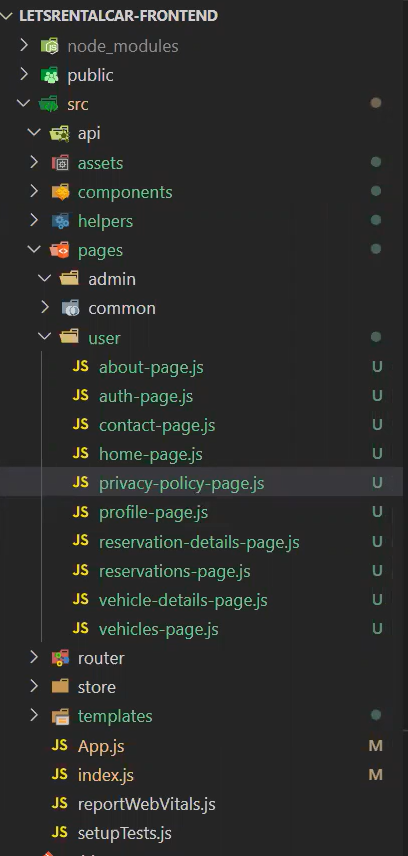 LETSRENTALCAR-FRONTEND
node_modules
public
src
api
assets
components
helpers
pages
admin
common
user
JS about-page.js U
JS auth-page.js U
JS contact-page.js U
JS home-page.js U
JS privacy-policy-page.js U
JS profile-page.js U
JS reservation-details-page.js U
JS reservations-page.js U
JS vehicle-details-page.js U
JS vehicles-page.js U
router
store
templates
JS App.js M
JS index.js M
JS reportWebVitals.js
JS setupTests.js